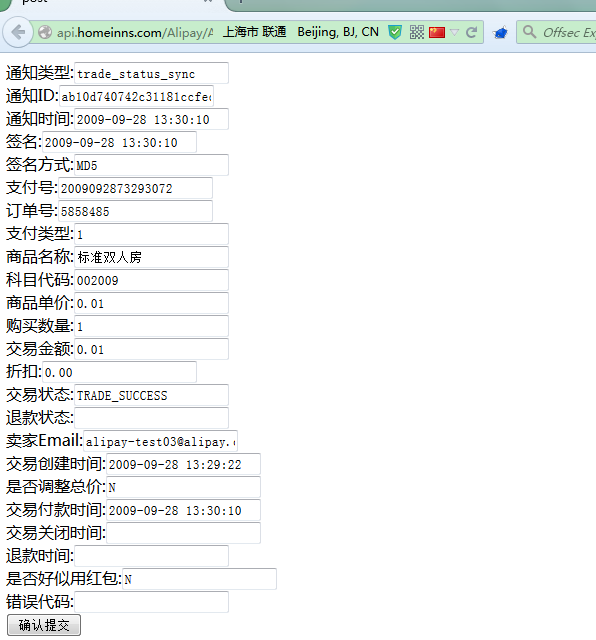 post
api.homeinns.com/Alipay/A 上海市 联通 Beijing, BJ, CN Offsec Exp
通知类型: trade_status_sync
通知ID: ab10d740742c31181ccfed
通知时间: 2009-09-28 13:30:10
签名: 2009-09-28 13:30:10
签名方式: MD5
支付号: 2009092873293072
订单号: 5858485
支付类型: 1
商品名称: 标准双人房
科目代码: 002009
商品单价: 0.01
购买数量: 1
交易金额: 0.01
折扣: 0.00
交易状态: TRADE_SUCCESS
退款状态:
卖家Email: alipay-test03@alipay.c
交易创建时间: 2009-09-28 13:29:22
是否调整总价: N
交易付款时间: 2009-09-28 13:30:10
交易关闭时间:
退款时间:
是否好似用红包: N
错误代码:
确认提交